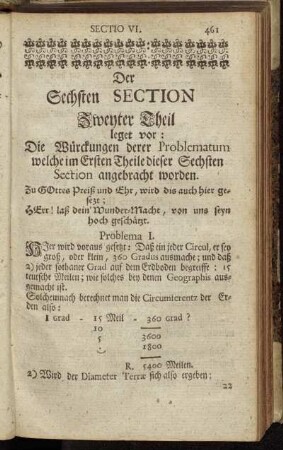 SECTIO VI. 461
Der
Sechsten SECTION
Zweyter Theil
leget vor:
Die Würckungen derer Problematum
welche im Ersten Theile dieser Sechsten
Section angebracht worden.
Zu GOttes Preiß und Ehr, wird dis auch hier ge-
setzt;
HErr! laß dein' Wunder-Macht, von uns seyn
hoch geschätzt.
Problema I.
HIer wird voraus gesetzt: Daß ein jeder Circul, er sey
groß, oder klein, 360 Gradus ausmache; und daß
2) jeder sothaner Grad auf dem Erdboden begreiffe: 15
teutsche Meilen; wie solches bey denen Geographis aus-
gemacht ist.
Solchemnach berechnet man die Circumferentz der Er-
den also:
1 grad - 15 Meil - 360 grad ?
10
5 3600
1800
R. 5400 Meilen.
2) Wird der Diameter Terræ sich also ergeben;
22